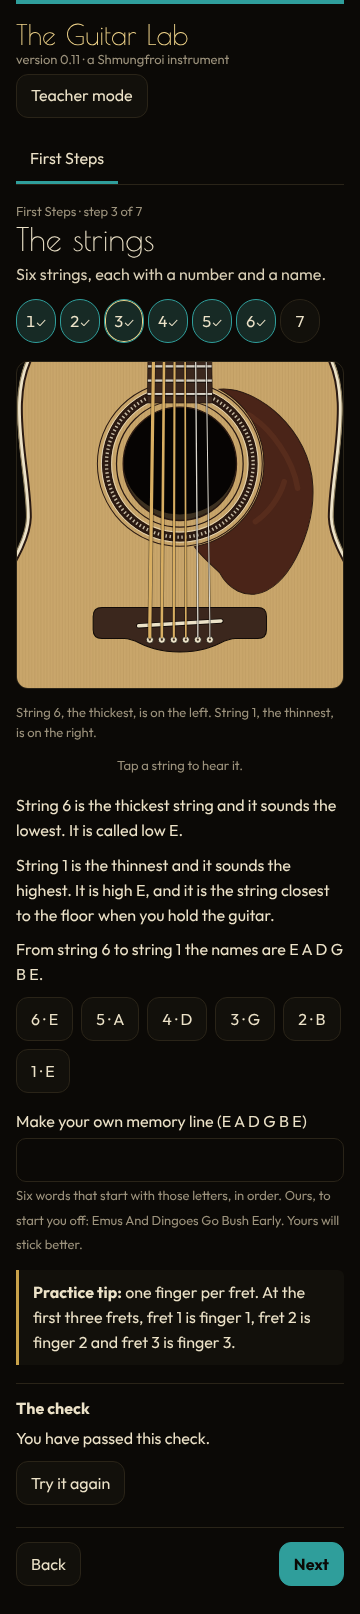 The Guitar Lab
version 0.11 · a Shmungfroi instrument
Teacher mode
First Steps
First Steps · step 3 of 7
The strings
Six strings, each with a number and a name.
1✓ 2✓ 3✓ 4✓ 5✓ 6✓ 7
String 6, the thickest, is on the left. String 1, the thinnest,
is on the right.
Tap a string to hear it.
String 6 is the thickest string and it sounds the
lowest. It is called low E.
String 1 is the thinnest and it sounds the
highest. It is high E, and it is the string closest
to the floor when you hold the guitar.
From string 6 to string 1 the names are E A D G
B E.
6 · E 5 · A 4 · D 3 · G 2 · B
1 · E
Make your own memory line (E A D G B E)
Six words that start with those letters, in order. Ours, to
start you off: Emus And Dingoes Go Bush Early. Yours will
stick better.
Practice tip: one finger per fret. At the
first three frets, fret 1 is finger 1, fret 2 is
finger 2 and fret 3 is finger 3.
The check
You have passed this check.
Try it again
Back Next